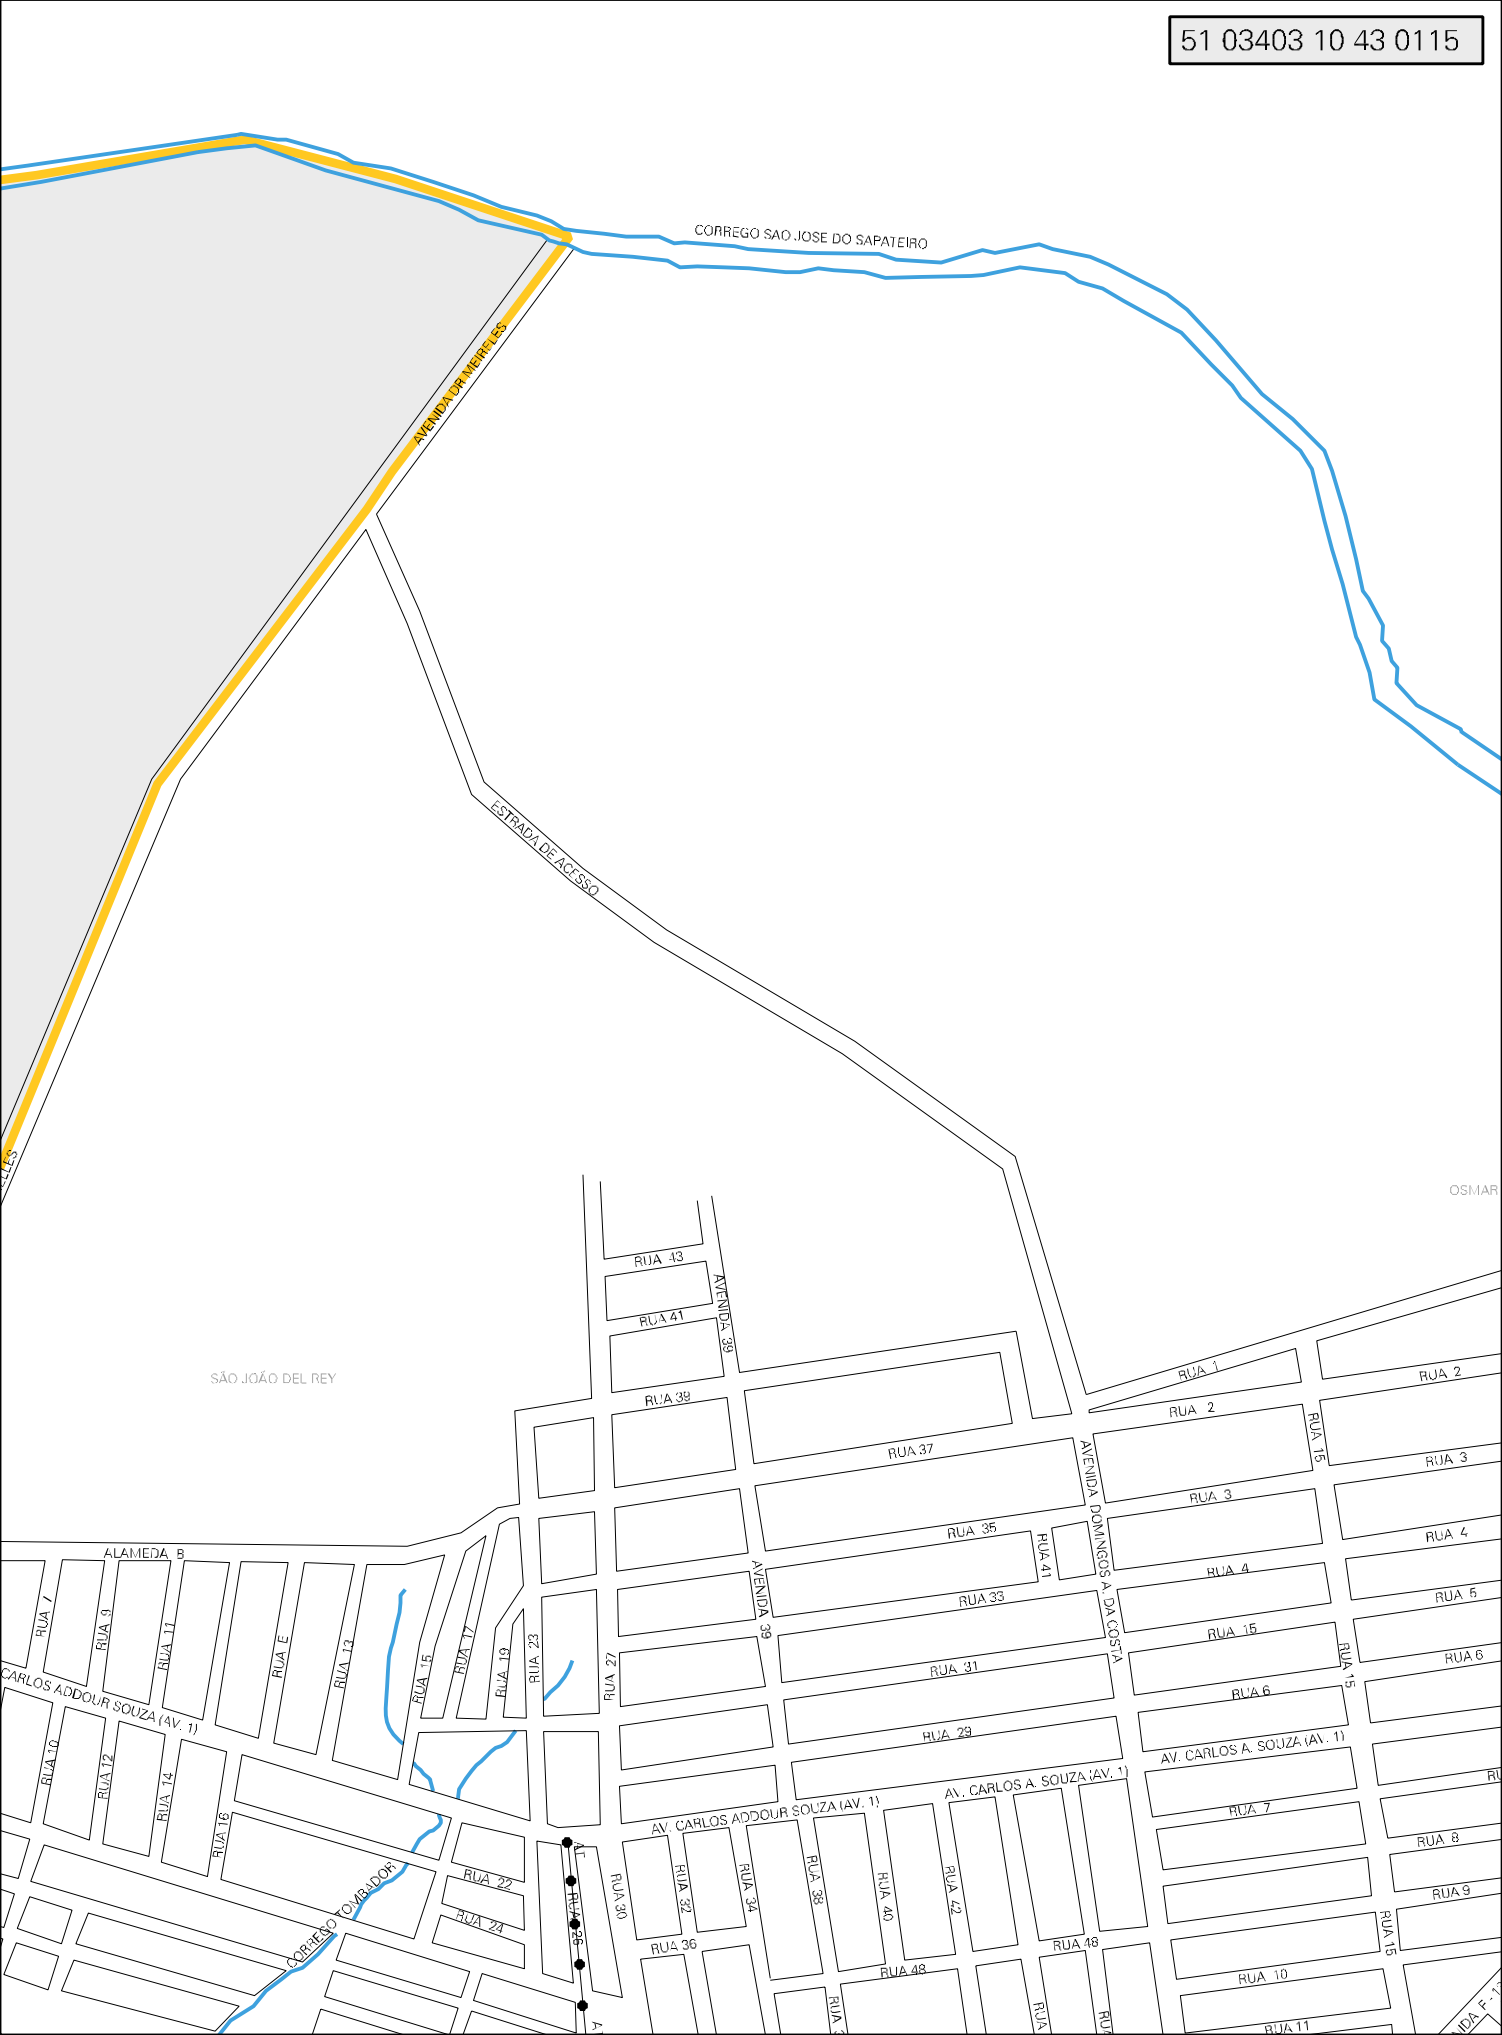 51 03403 10 43 0115
CORREGO SAO JOSE DO SAPATEIRO
AVENIDA DR MEIRELES
ESTRADA DE ACESSO
OSMAR
RUA 43
AVENIDA 39
RUA 41
SÃO JOÃO DEL REY
RUA 1
RUA 2
RUA 39
RUA 2
RUA 15
RUA 37
AVENIDA DOMINGOS A. DA COSTA
RUA 3
RUA 3
RUA 35
RUA 4
ALAMEDA B
RUA 41
RUA 4
AVENIDA 39
RUA 33
RUA 5
RUA 7
RUA 9
RUA 11
RUA E
RUA 13
RUA 15
RUA 17
RUA 19
RUA 23
RUA 27
RUA 15
RUA 31
RUA 15
RUA 6
RUA 6
CARLOS ADDOUR SOUZA (AV. 1)
RUA 29
AV. CARLOS A. SOUZA (AV. 1)
RUA 10
RUA 12
RUA 14
RUA 16
AV. CARLOS A. SOUZA (AV. 1)
AV. CARLOS ADDOUR SOUZA (AV. 1)
RUA 7
RUA 8
RUA 22
RUA 24
RUA 26
RUA 30
RUA 32
RUA 34
RUA 38
RUA 40
RUA 42
RUA 9
CORREGO TOMBADOR
RUA 36
RUA 48
RUA 48
RUA 15
RUA 10
RUA
RUA 11